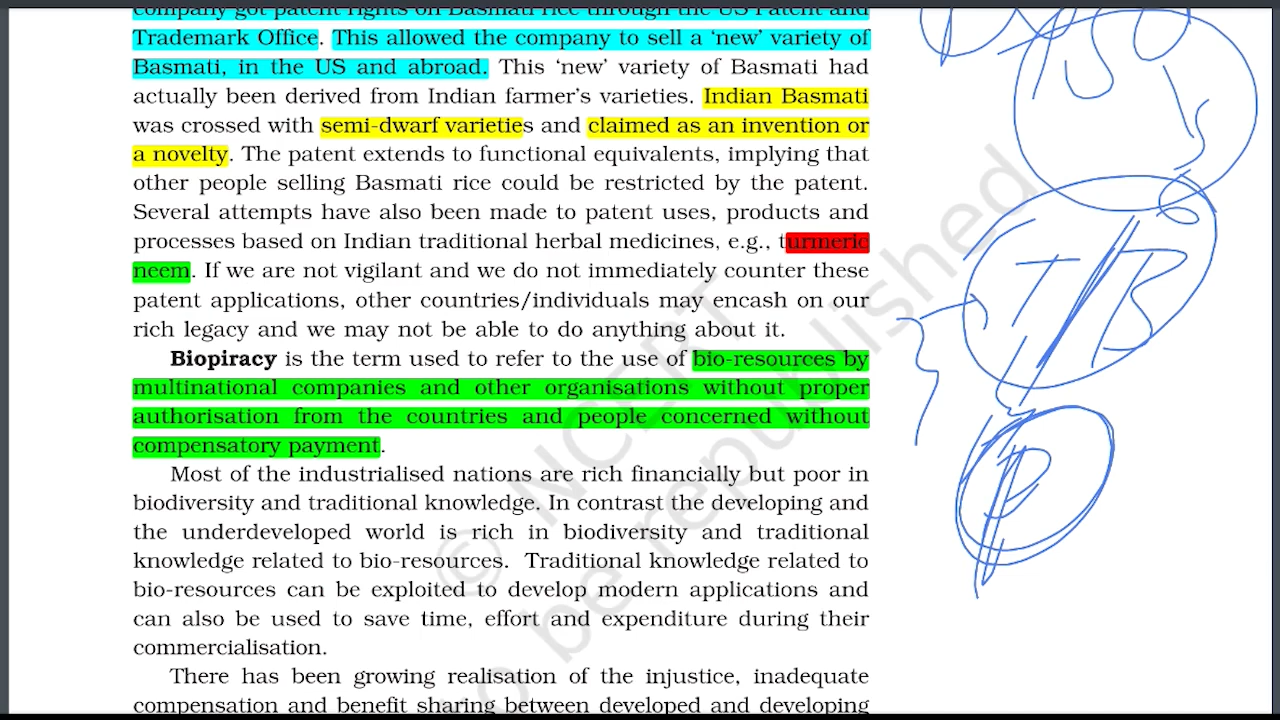 company got patent rights on Basmati rice through the US Patent and
Trademark Office. This allowed the company to sell a ‘new’ variety of
Basmati, in the US and abroad. This ‘new’ variety of Basmati had
actually been derived from Indian farmer’s varieties. Indian Basmati
was crossed with semi-dwarf varieties and claimed as an invention or
a novelty. The patent extends to functional equivalents, implying that
other people selling Basmati rice could be restricted by the patent.
Several attempts have also been made to patent uses, products and
processes based on Indian traditional herbal medicines, e.g., turmeric
neem. If we are not vigilant and we do not immediately counter these
patent applications, other countries/individuals may encash on our
rich legacy and we may not be able to do anything about it.
Biopiracy is the term used to refer to the use of bio-resources by
multinational companies and other organisations without proper
authorisation from the countries and people concerned without
compensatory payment.
Most of the industrialised nations are rich financially but poor in
biodiversity and traditional knowledge. In contrast the developing and
the underdeveloped world is rich in biodiversity and traditional
knowledge related to bio-resources. Traditional knowledge related to
bio-resources can be exploited to develop modern applications and
can also be used to save time, effort and expenditure during their
commercialisation.
There has been growing realisation of the injustice, inadequate
compensation and benefit sharing between developed and developing
© NCERT
to be republished
T B
P